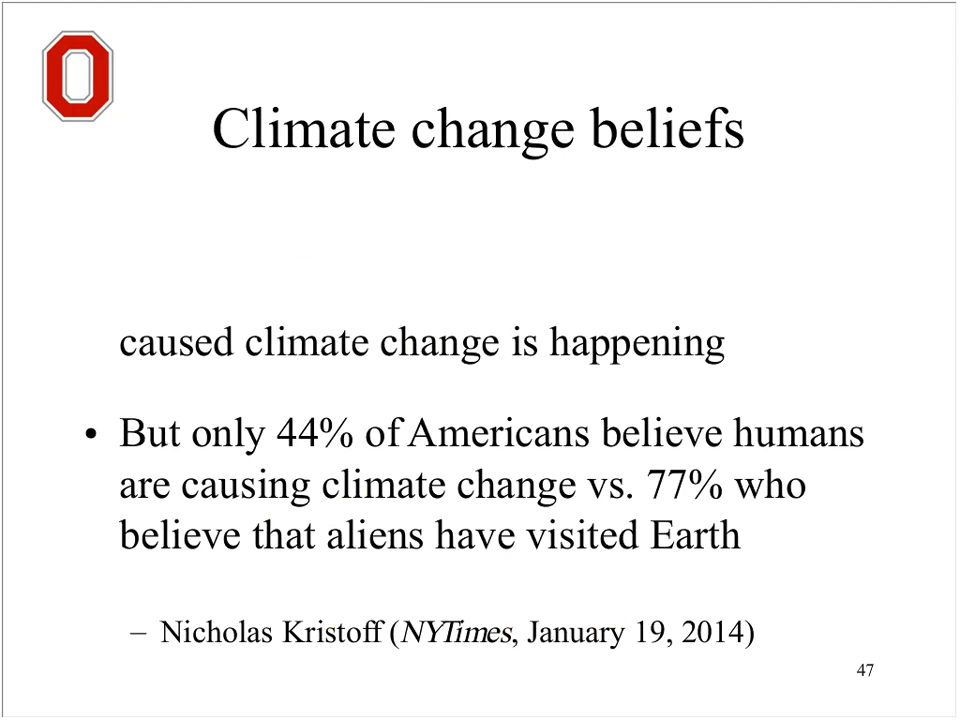 O
Climate change beliefs
caused climate change is happening
• But only 44% of Americans believe humans
are causing climate change vs. 77% who
believe that aliens have visited Earth
– Nicholas Kristoff (NYTimes, January 19, 2014)
47